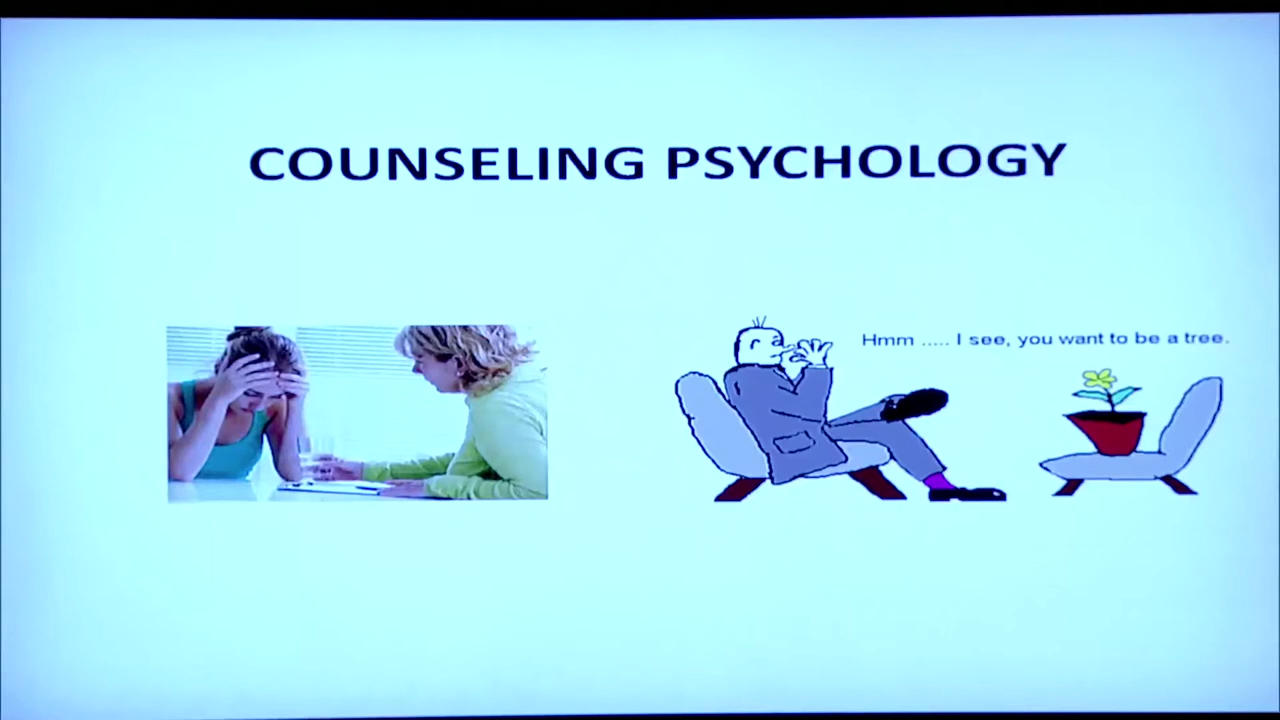 COUNSELING PSYCHOLOGY
Hmm ..... I see, you want to be a tree.